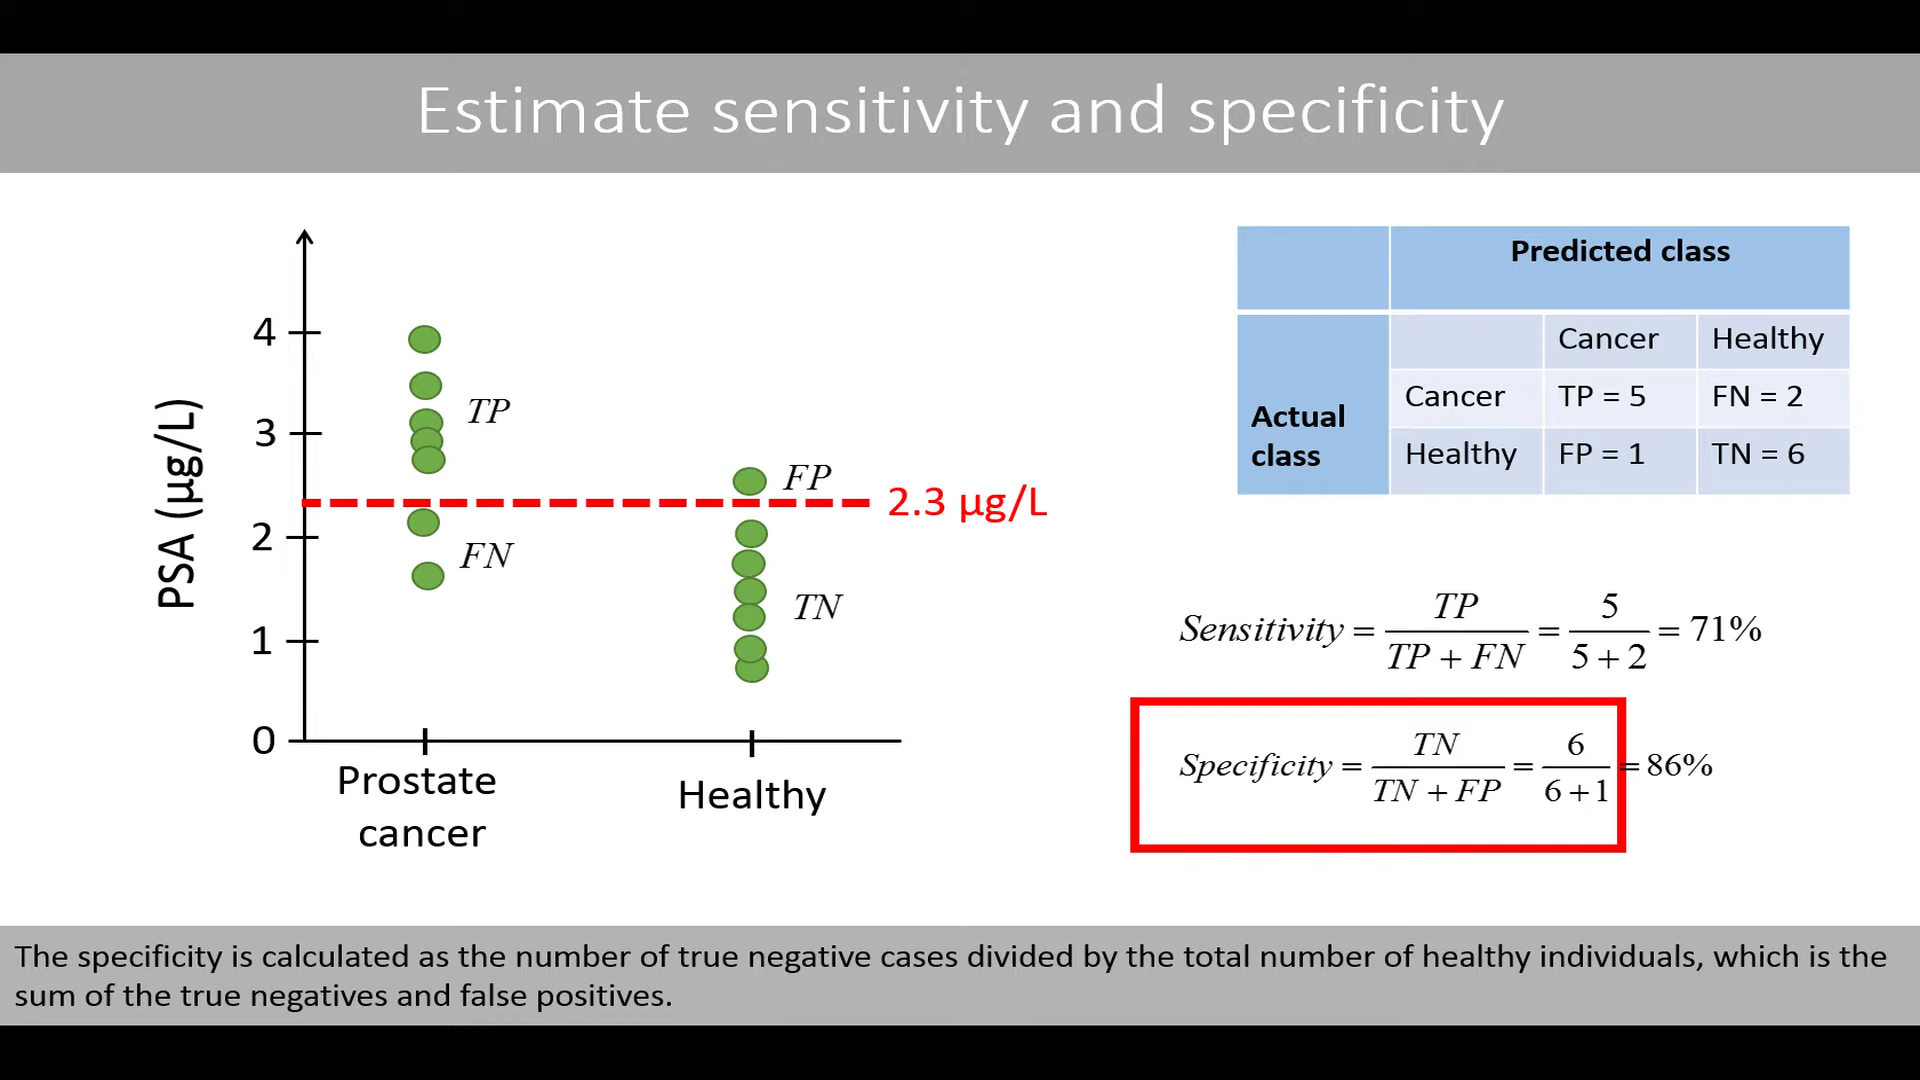 Estimate sensitivity and specificity
PSA (µg/L)
4
3
2
1
0
TP
FN
FP
TN
2.3 µg/L
Prostate
cancer
Healthy
Predicted class
Actual
class
Cancer Healthy
Cancer TP = 5 FN = 2
Healthy FP = 1 TN = 6
Sensitivity = TP / TP + FN = 5 / 5 + 2 = 71%
Specificity = TN / TN + FP = 6 / 6 + 1 = 86%
The specificity is calculated as the number of true negative cases divided by the total number of healthy individuals, which is the
sum of the true negatives and false positives.